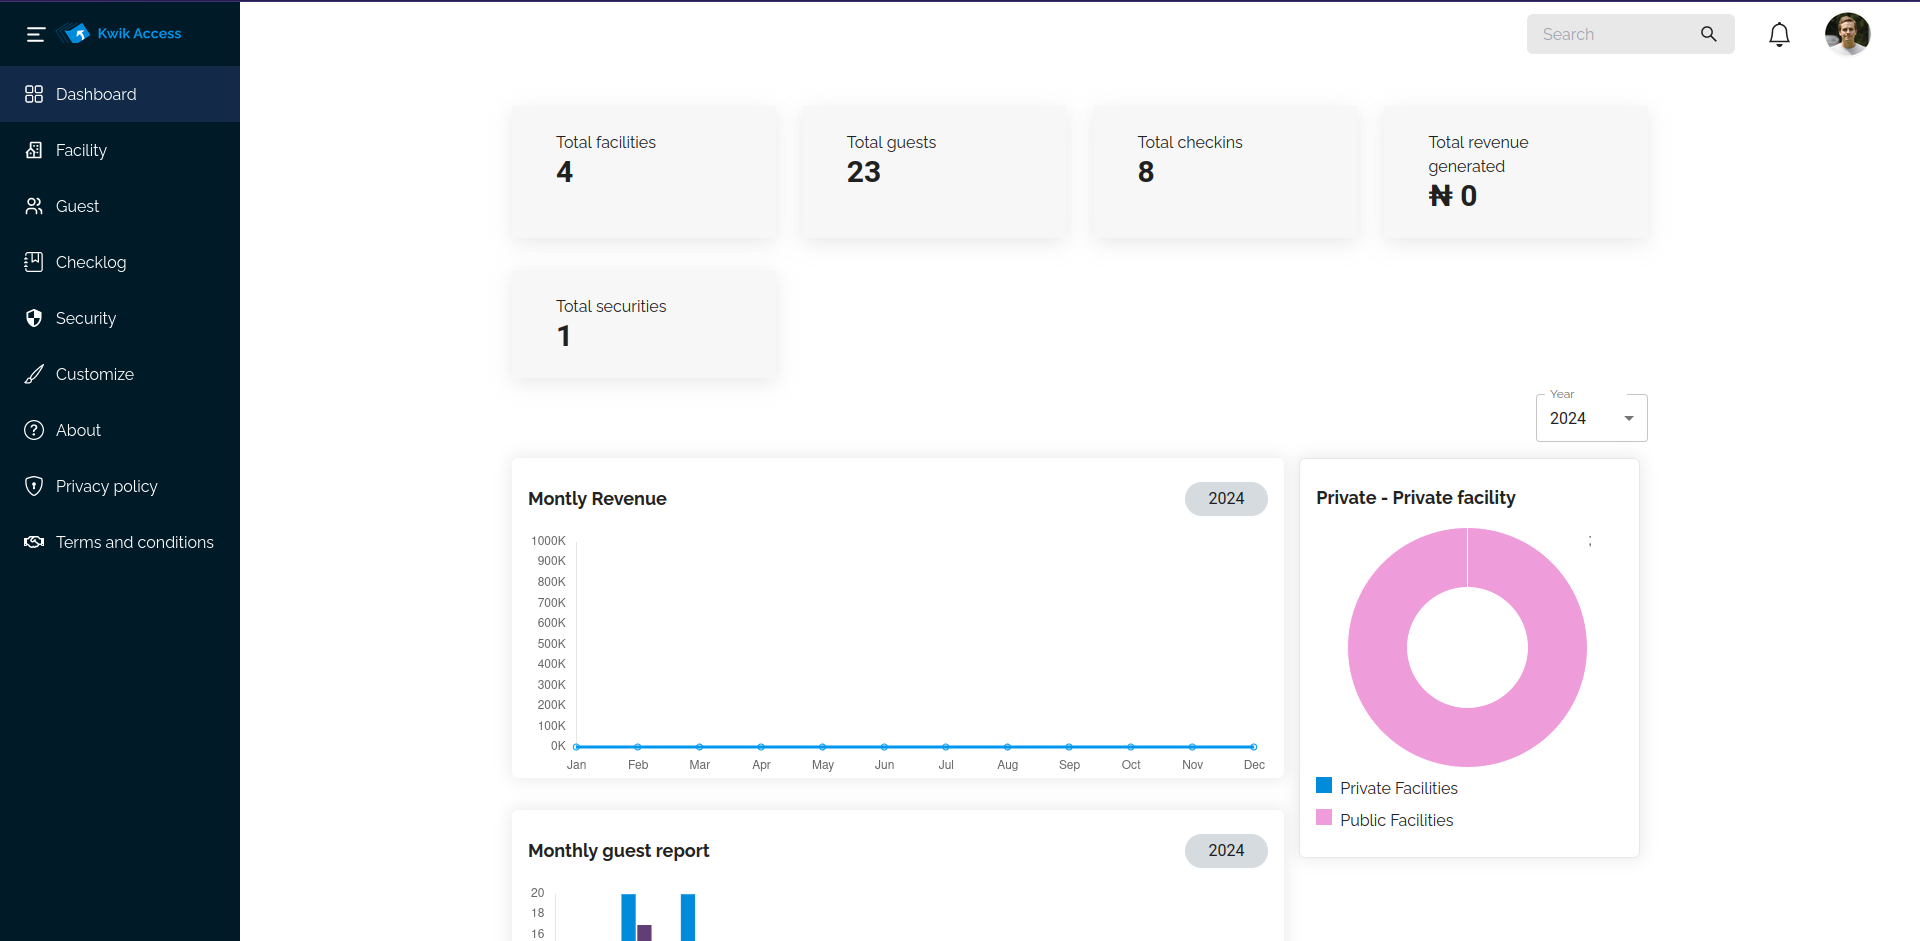 Kwik Access
Search
Dashboard
Facility
Guest
Checklog
Security
Customize
About
Privacy policy
Terms and conditions
Total facilities
4
Total guests
23
Total checkins
8
Total revenue
generated
₦ 0
Total securities
1
Year
2024
Montly Revenue
2024
1000K
900K
800K
700K
600K
500K
400K
300K
200K
100K
0K
Jan Feb Mar Apr May Jun Jul Aug Sep Oct Nov Dec
Private - Private facility
;
Private Facilities
Public Facilities
Monthly guest report
2024
20
18
16